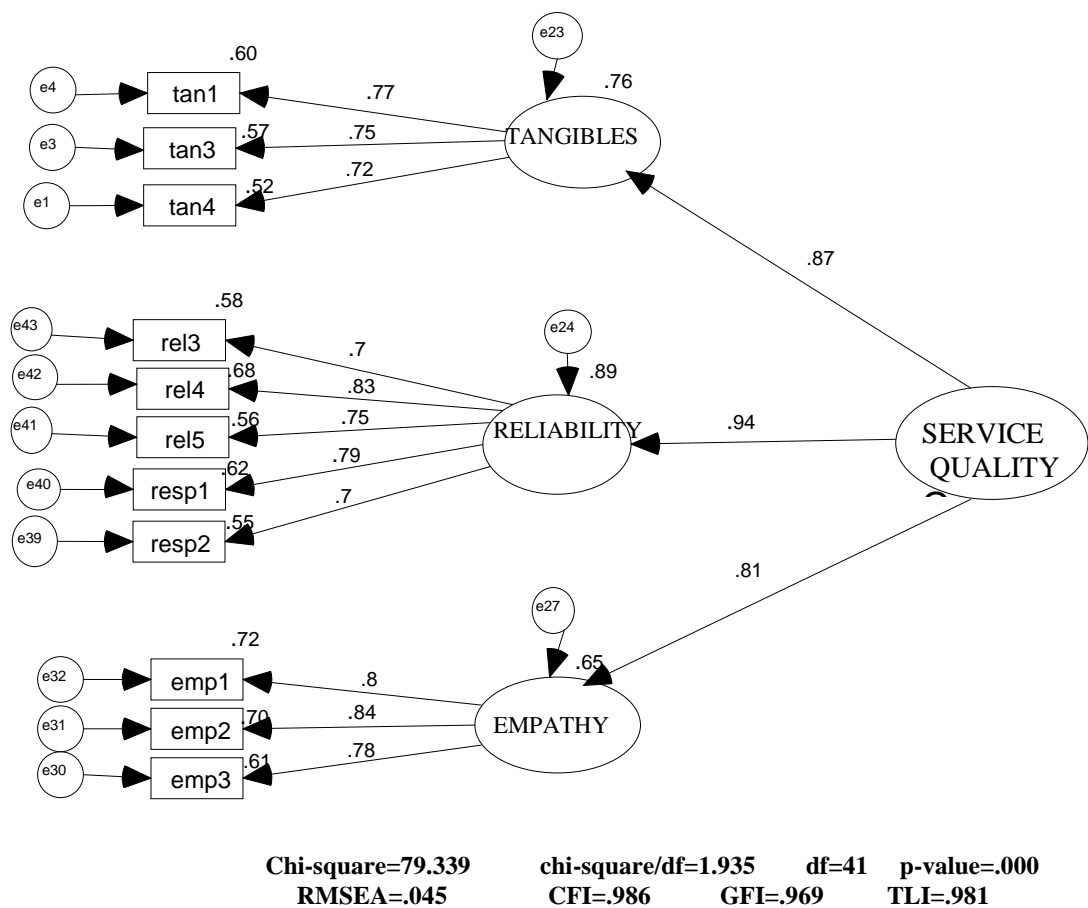 e23
.60
.76
e4
tan1
.77
.57
e3
tan3
.75
TANGIBLES
.52
e1
tan4
.72
.87
.58
e43
rel3
.7
e24
.89
e42
rel4
.68
.83
e41
rel5
.56
.75
RELIABILITY
.94
SERVICE
QUALITY
e40
resp1
.62
.79
e39
resp2
.55
.7
.81
e27
.72
.65
e32
emp1
.8
e31
emp2
.70
.84
EMPATHY
e30
emp3
.61
.78
Chi-square=79.339 chi-square/df=1.935 df=41 p-value=.000
RMSEA=.045 CFI=.986 GFI=.969 TLI=.981